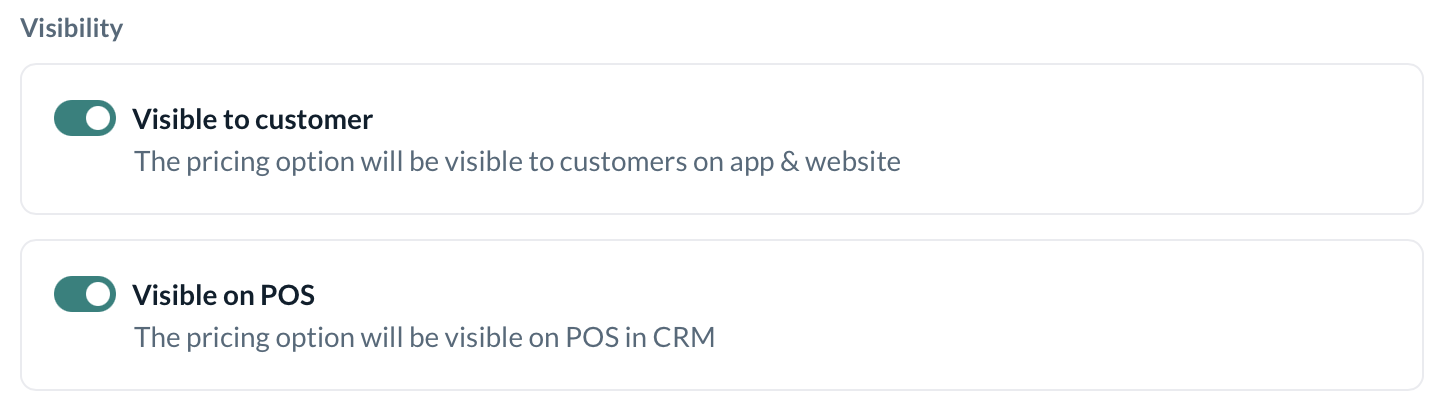 Visibility
Visible to customer
The pricing option will be visible to customers on app & website
Visible on POS
The pricing option will be visible on POS in CRM